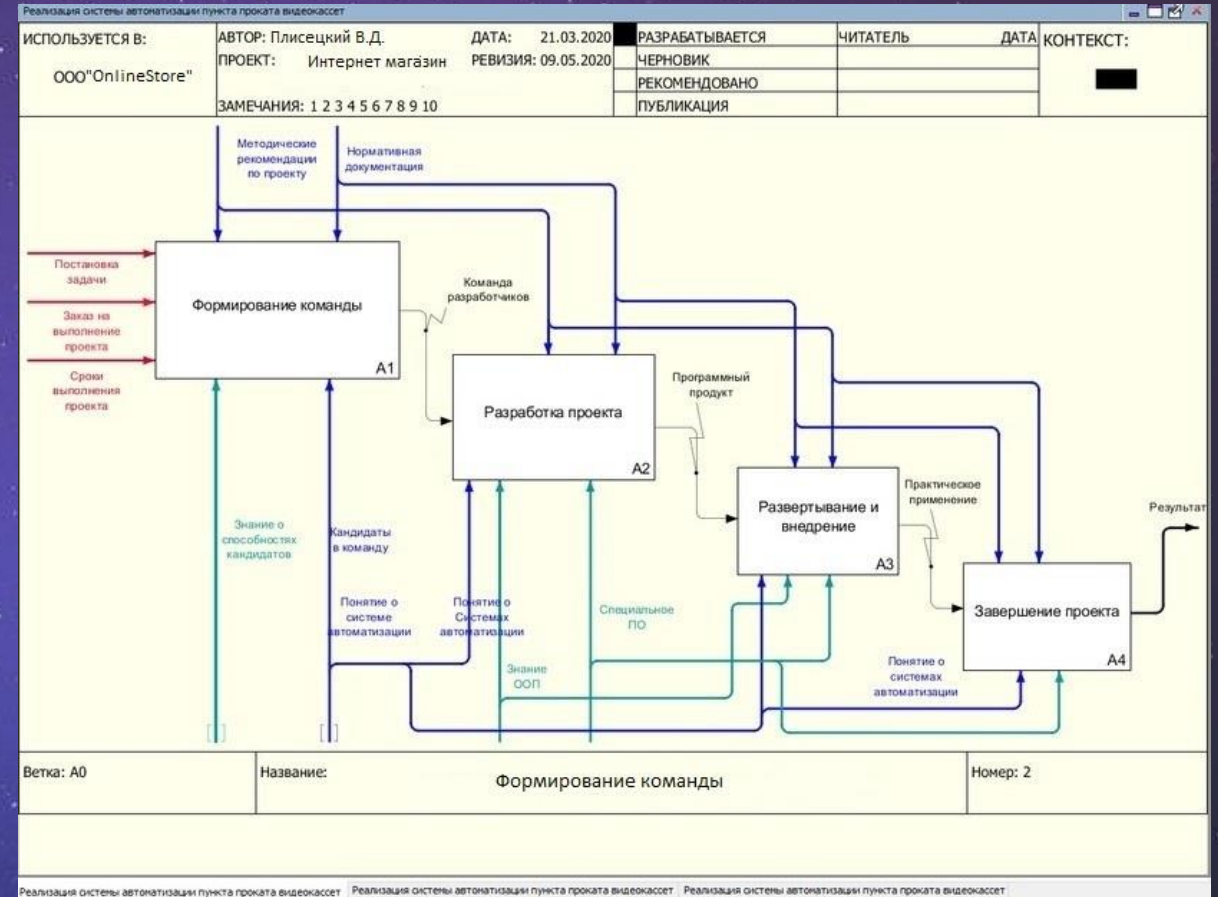 Реализация системы автоматизации пункта проката видеокассет
ИСПОЛЬЗУЕТСЯ В:
ООО"OnlineStore"
АВТОР: Плисецкий В.Д.
ДАТА: 21.03.2020
ПРОЕКТ: Интернет магазин
РЕВИЗИЯ: 09.05.2020
ЗАМЕЧАНИЯ: 1 2 3 4 5 6 7 8 9 10
РАЗРАБАТЫВАЕТСЯ
ЧЕРНОВИК
РЕКОМЕНДОВАНО
ПУБЛИКАЦИЯ
ЧИТАТЕЛЬ
ДАТА
КОНТЕКСТ:
Методические
рекомендации
по проекту
Нормативная
документация
Постановка
задачи
Заказ на
выполнение
проекта
Сроки
выполнения
проекта
Формирование команды
A1
Команда
разработчиков
Разработка проекта
A2
Программный
продукт
Развертывание и
внедрение
A3
Практическое
применение
Завершение проекта
A4
Результат
Знание о
способностях
кандидатов
Кандидаты
в команду
Понятие о
системе
автоматизации
Понятие о
Системах
автоматизации
Знание
ООП
Специальное
ПО
Понятие о
системах
автоматизации
Ветка: A0
Название:
Формирование команды
Номер: 2
Реализация системы автоматизации пункта проката видеокассет
Реализация системы автоматизации пункта проката видеокассет
Реализация системы автоматизации пункта проката видеокассет